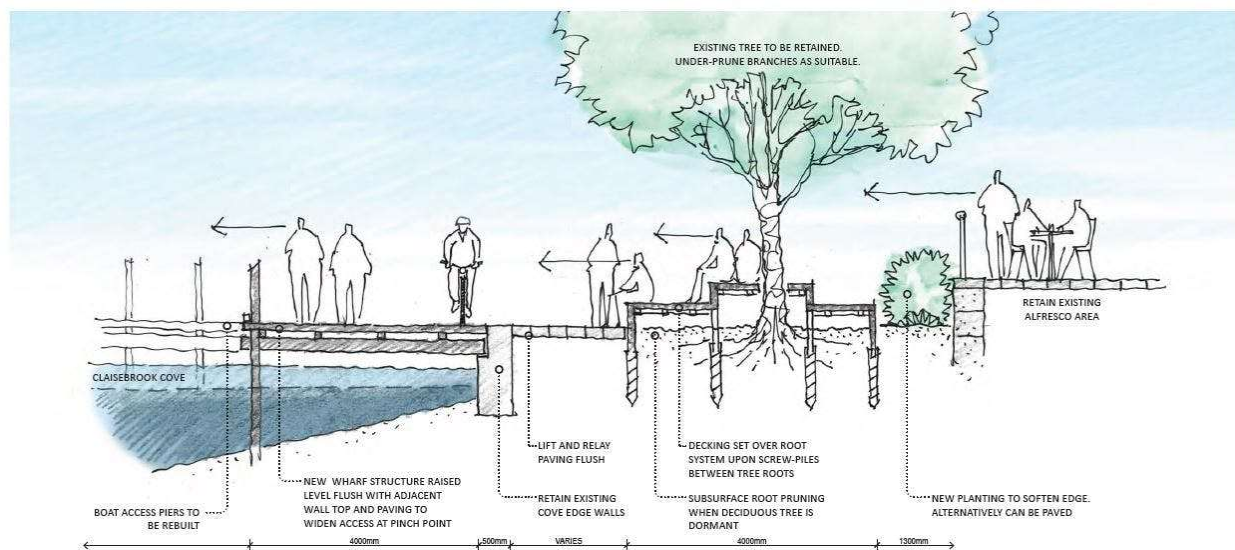 EXISTING TREE TO BE RETAINED.
UNDER-PRUNE BRANCHES AS SUITABLE.
RETAIN EXISTING
ALFRESCO AREA
CLAISEBROOK COVE
BOAT ACCESS PIERS TO
BE REBUILT
NEW WHARF STRUCTURE RAISED
LEVEL FLUSH WITH ADJACENT
WALL TOP AND PAVING TO
WIDEN ACCESS AT PINCH POINT
RETAIN EXISTING
COVE EDGE WALLS
LIFT AND RELAY
PAVING FLUSH
SUBSURFACE ROOT PRUNING
WHEN DECIDUOUS TREE IS
DORMANT
DECKING SET OVER ROOT
SYSTEM UPON SCREW-PILES
BETWEEN TREE ROOTS
NEW PLANTING TO SOFTEN EDGE.
ALTERNATIVELY CAN BE PAVED
4000mm 500mm VARIES 4000mm 1300mm